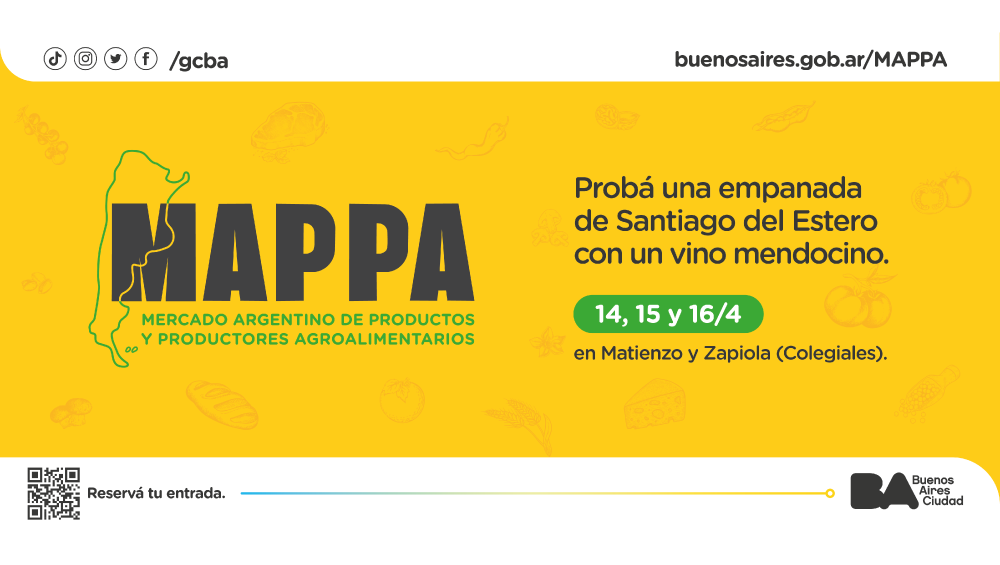 /gcba
buenosaires.gob.ar/MAPPA
MAPPA
MERCADO ARGENTINO DE PRODUCTOS
Y PRODUCTORES AGROALIMENTARIOS
Probá una empanada
de Santiago del Estero
con un vino mendocino.
14, 15 y 16/4
en Matienzo y Zapiola (Colegiales).
Reservá tu entrada.
BA
Buenos
Aires
Ciudad